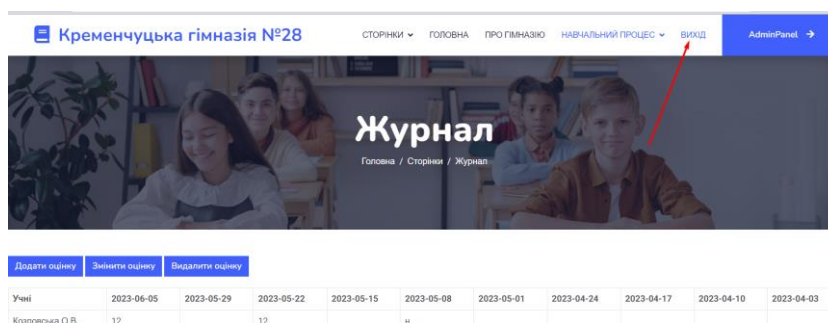 Кременчуцька гімназія №28
СТОРІНКИ ГОЛОВНА ПРО ГІМНАЗІЮ НАВЧАЛЬНИЙ ПРОЦЕС ВИХІД AdminPanel →
Журнал
Головна / Сторінки / Журнал
Додати оцінку Змінити оцінку Видалити оцінку
Учні 2023-06-05 2023-05-29 2023-05-22 2023-05-15 2023-05-08 2023-05-01 2023-04-24 2023-04-17 2023-04-10 2023-04-03
Козловська О.В. 12 12 н